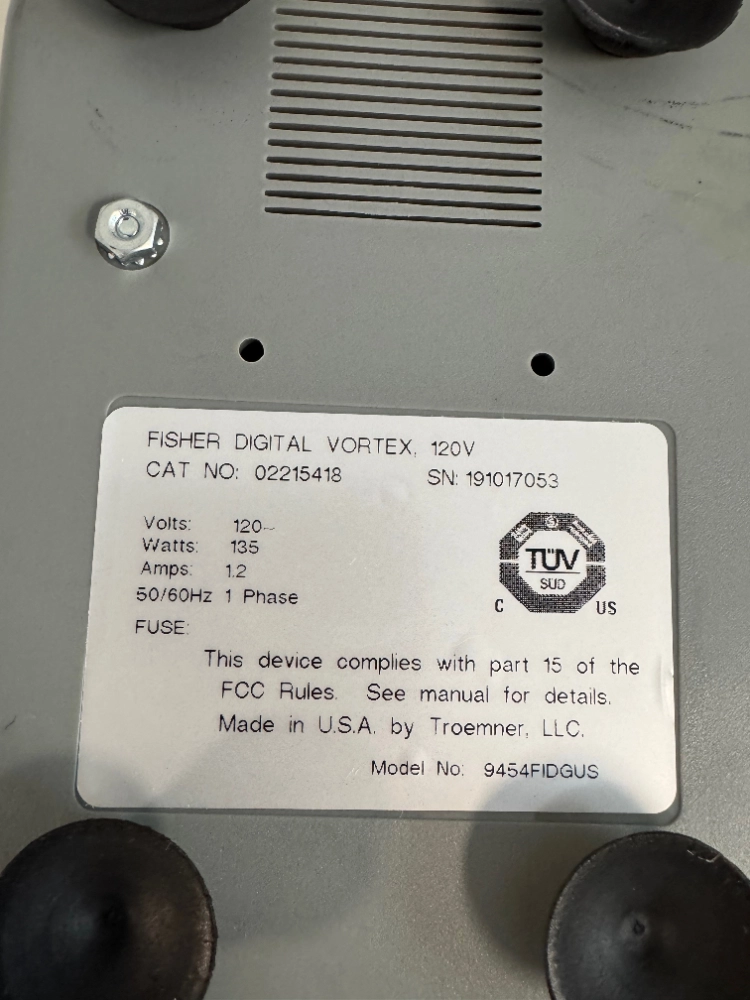 FISHER DIGITAL VORTEX, 120V
CAT NO: 02215418 SN: 191017053
Volts: 120~
Watts: 135
Amps: 1.2
50/60Hz 1 Phase
FUSE:
TÜV
SÜD
C US
This device complies with part 15 of the
FCC Rules. See manual for details.
Made in U.S.A. by Troemner, LLC.
Model No: 9454FIDGUS